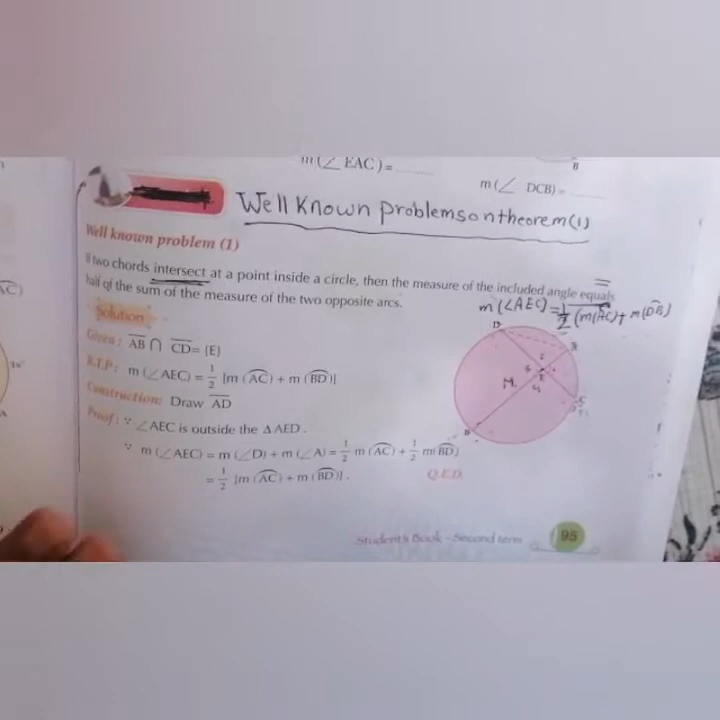 m(∠ EAC) = ____
B
m(∠ DCB) = ____
Well Known problems on theorem (1)
Well known problem (1)
If two chords intersect at a point inside a circle, then the measure of the included angle equals
half of the sum of the measure of the two opposite arcs.
m(∠AEC) = 1/2 (m(AC) + m(DB)
Solution
Given: AB ∩ CD = {E}
R.T.P: m(∠AEC) = 1/2 [m(AC) + m(BD)]
Construction: Draw AD
Proof: ∵ ∠AEC is outside the Δ AED.
∵ m(∠AEC) = m(∠D) + m(∠A) = 1/2 m(AC) + 1/2 m(BD)
= 1/2 [m(AC) + m(BD)].
Q.E.D.
M
E
C
Student's Book - Second term
95